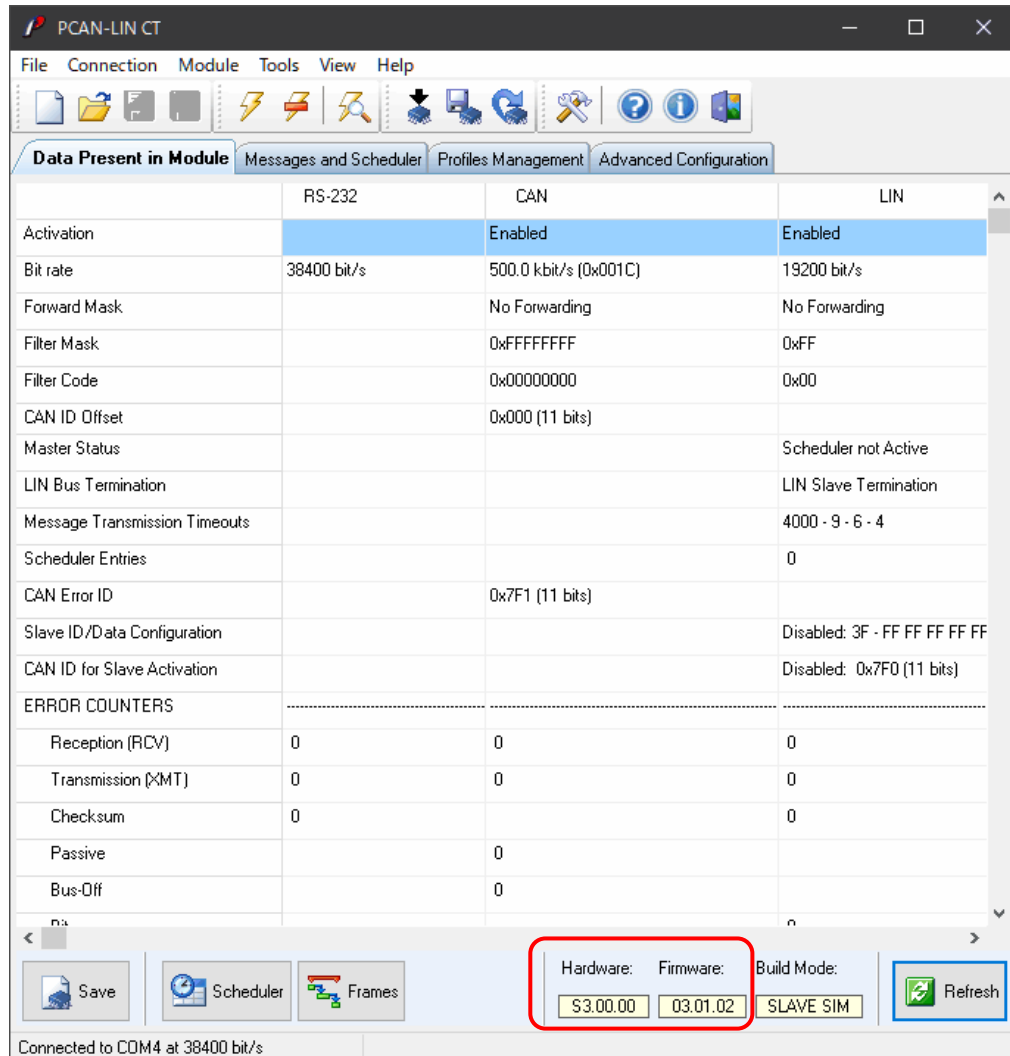 PCAN-LIN CT
File Connection Module Tools View Help
Data Present in Module Messages and Scheduler Profiles Management Advanced Configuration
RS-232 CAN LIN
Activation Enabled Enabled
Bit rate 38400 bit/s 500.0 kbit/s (0x001C) 19200 bit/s
Forward Mask No Forwarding No Forwarding
Filter Mask 0xFFFFFFFF 0xFF
Filter Code 0x00000000 0x00
CAN ID Offset 0x000 (11 bits)
Master Status Scheduler not Active
LIN Bus Termination LIN Slave Termination
Message Transmission Timeouts 4000 - 9 - 6 - 4
Scheduler Entries 0
CAN Error ID 0x7F1 (11 bits)
Slave ID/Data Configuration Disabled: 3F - FF FF FF FF FF
CAN ID for Slave Activation Disabled: 0x7F0 (11 bits)
ERROR COUNTERS
Reception (RCV) 0 0 0
Transmission (XMT) 0 0 0
Checksum 0 0
Passive 0
Bus-Off 0
Bit 0
Hardware: Firmware: Build Mode:
Save Scheduler Frames S3.00.00 03.01.02 SLAVE SIM Refresh
Connected to COM4 at 38400 bit/s